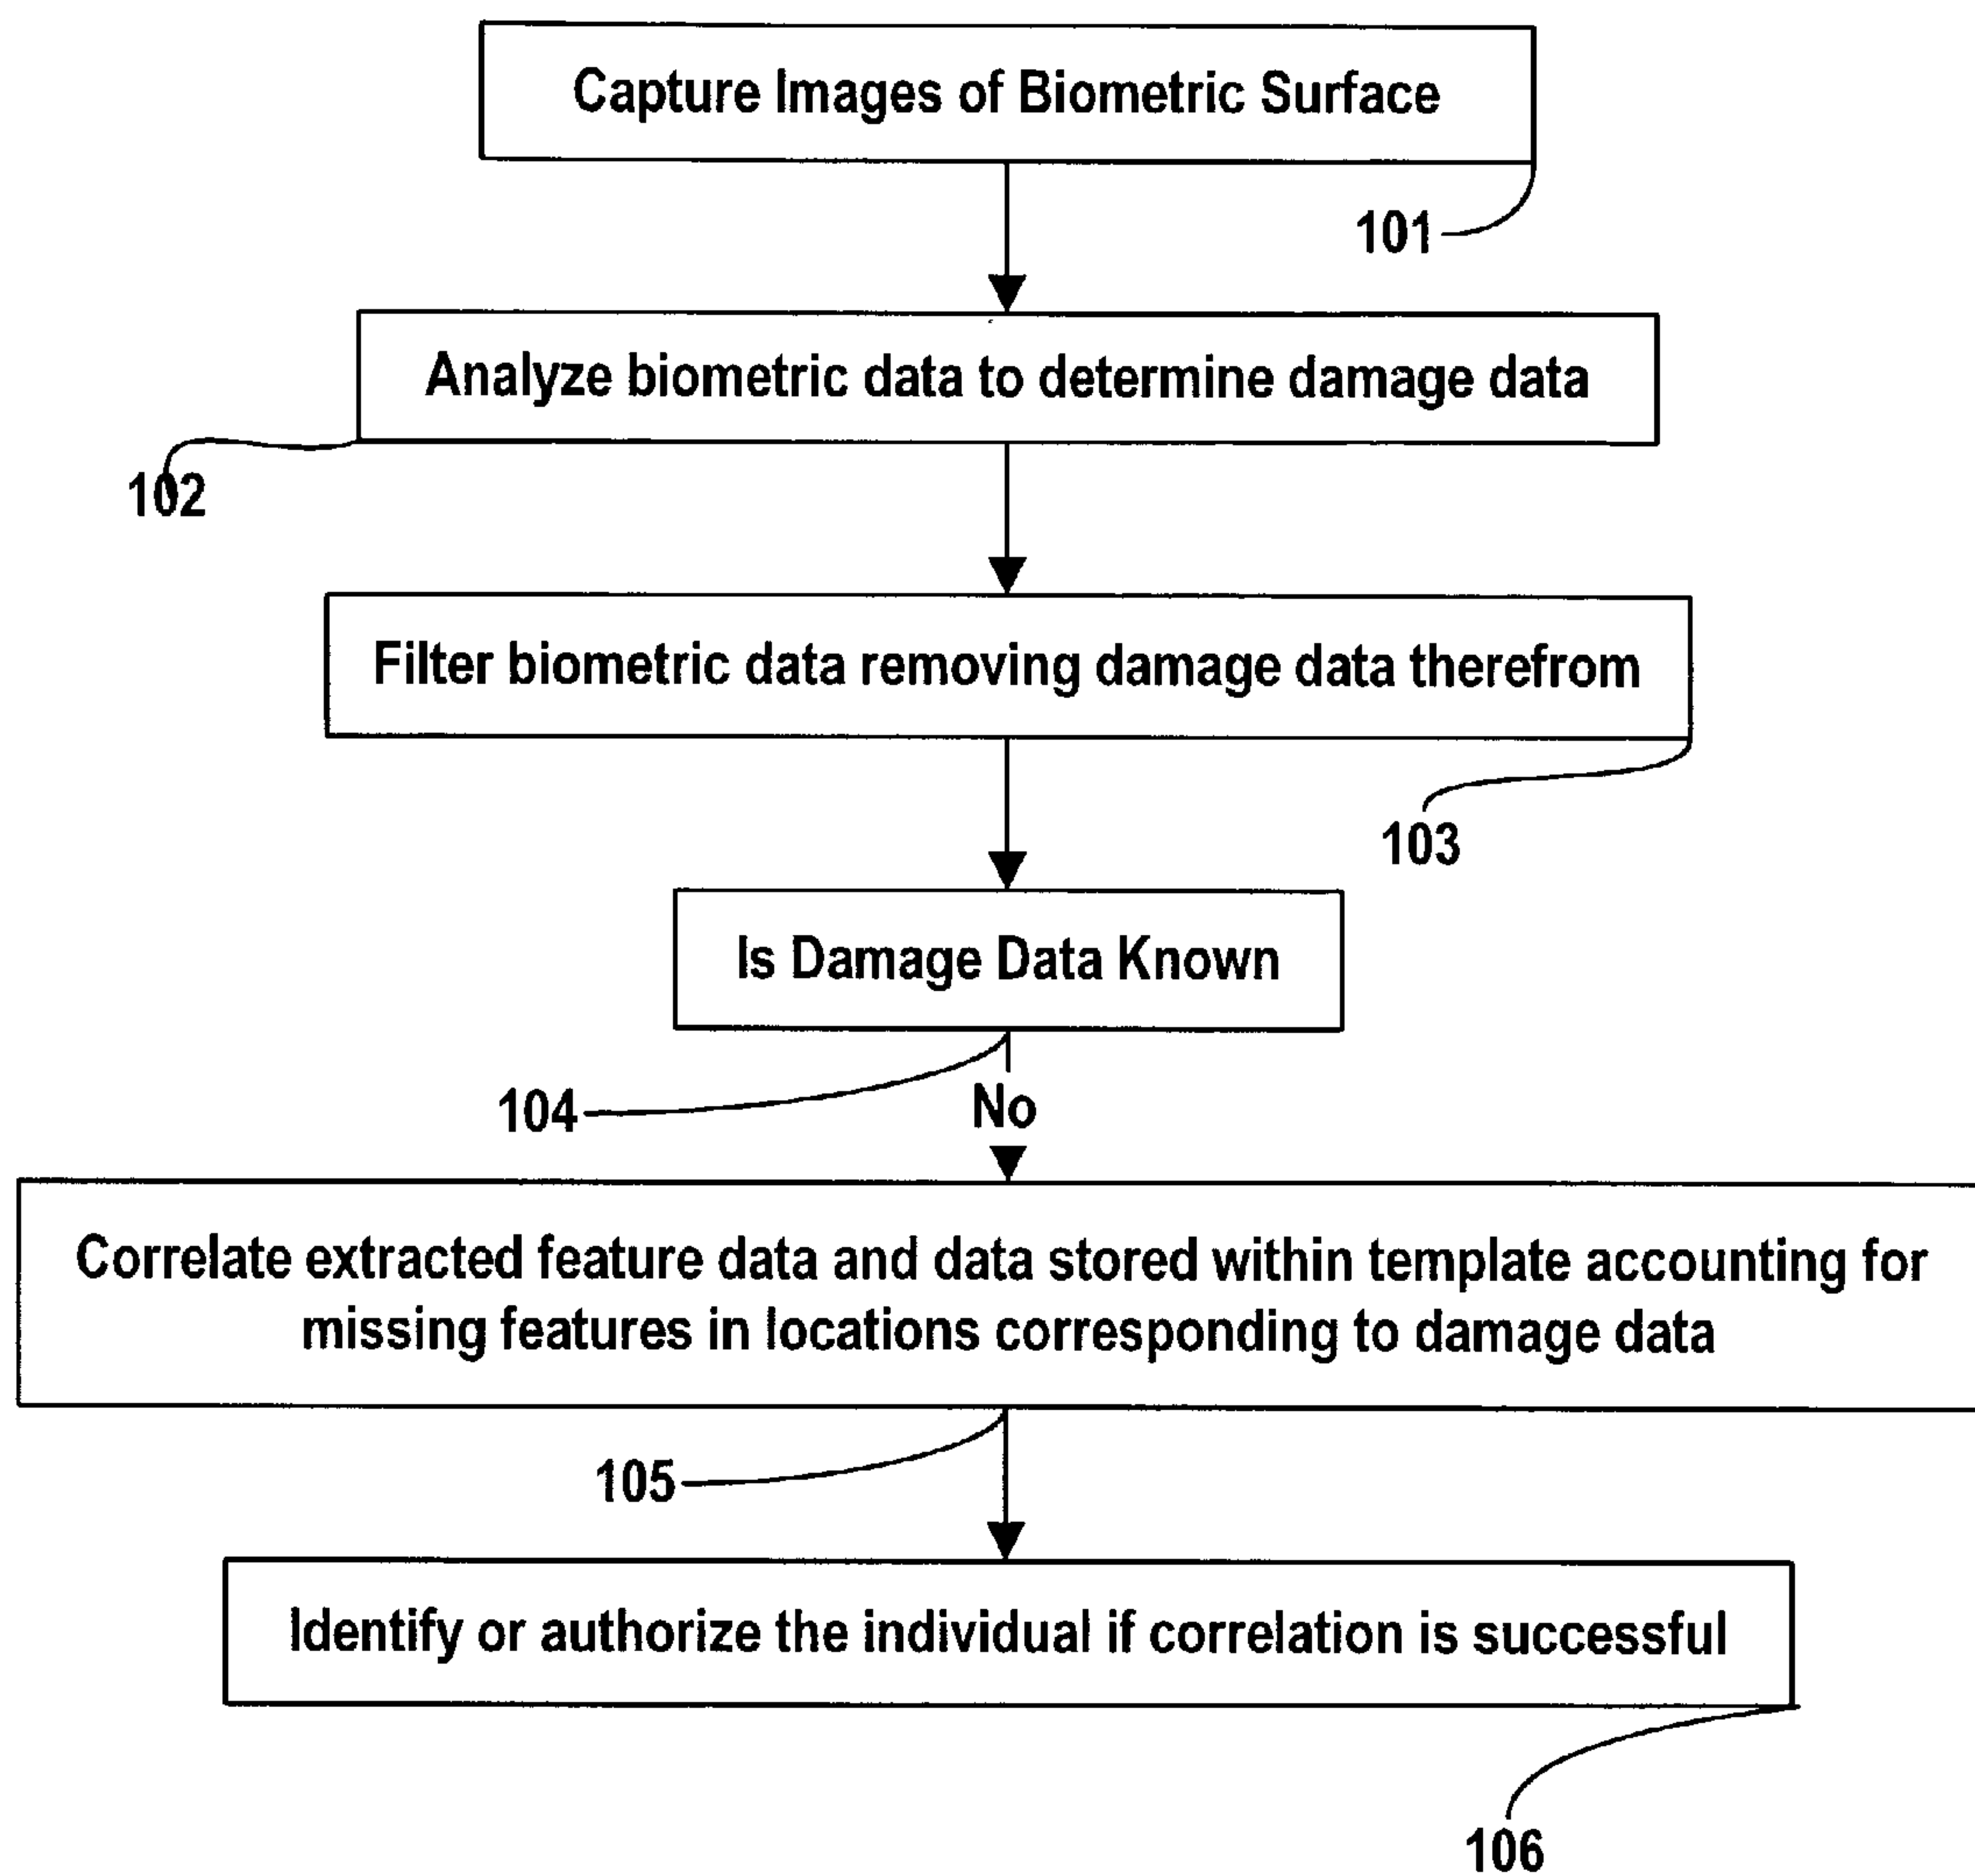 Capture Images of Biometric Surface
101
Analyze biometric data to determine damage data
102
Filter biometric data removing damage data therefrom
103
Is Damage Data Known
104
No
Correlate extracted feature data and data stored within template accounting for
missing features in locations corresponding to damage data
105
Identify or authorize the individual if correlation is successful
106